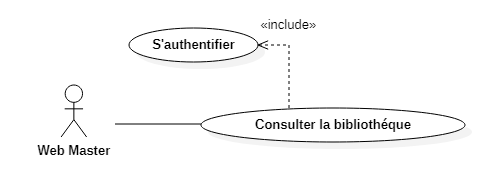 «include»
S'authentifier
Consulter la bibliothéque
Web Master